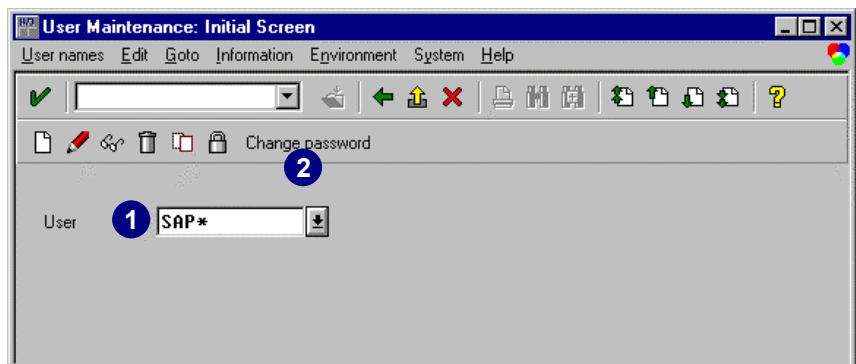 User Maintenance: Initial Screen
User names Edit Goto Information Environment System Help
Change password
2
User 1 SAP*